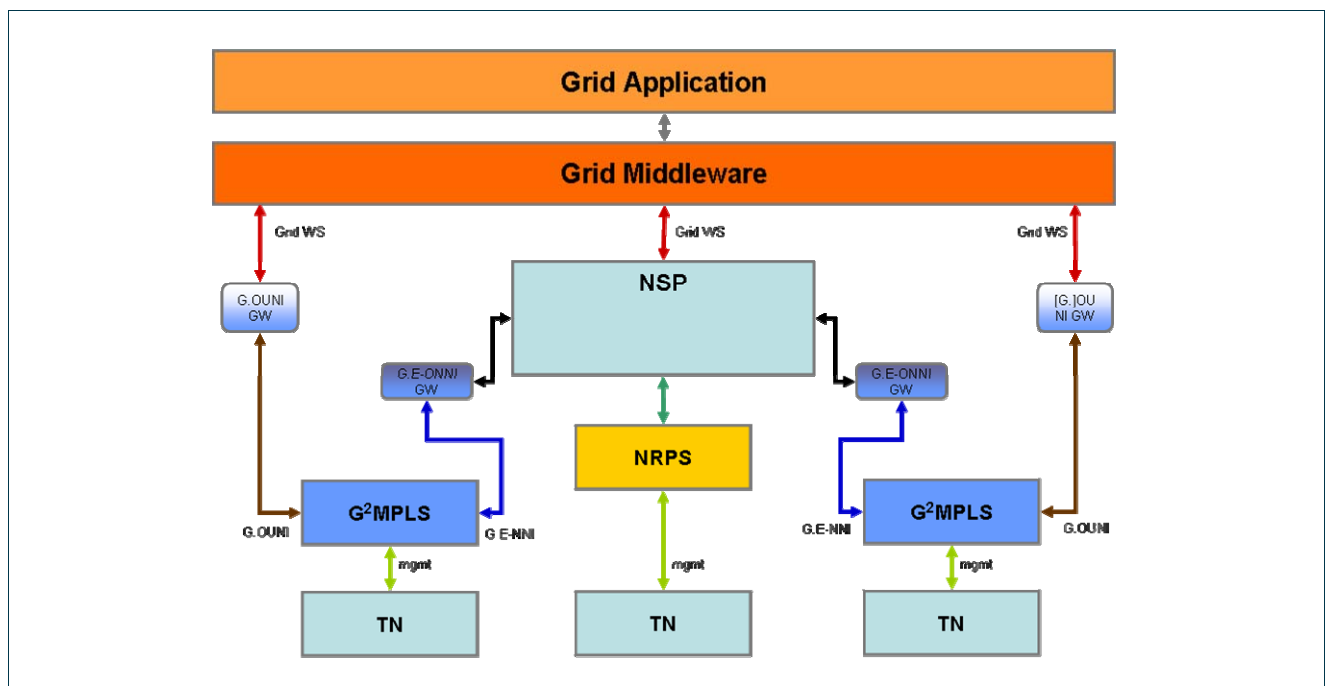 Grid Application
Grid Middleware
Grid WS
Grid WS
Grid WS
NSP
G.OUNI
GW
[G.]OU
NI GW
G.E-ONNI
GW
G.E-ONNI
GW
NRPS
G²MPLS
G²MPLS
G.OUNI
G.E-NNI
G.E-NNI
G.OUNI
mgmt
mgmt
mgmt
TN
TN
TN